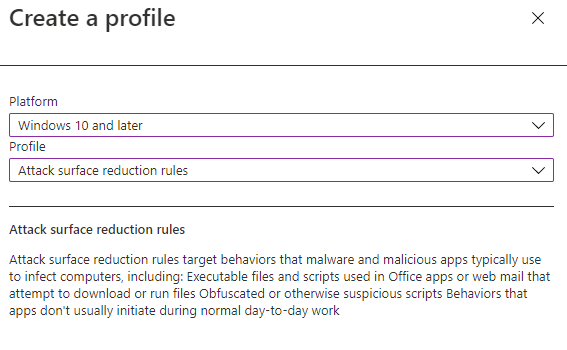 Create a profile
Platform
Windows 10 and later
Profile
Attack surface reduction rules
Attack surface reduction rules
Attack surface reduction rules target behaviors that malware and malicious apps typically use
to infect computers, including: Executable files and scripts used in Office apps or web mail that
attempt to download or run files Obfuscated or otherwise suspicious scripts Behaviors that
apps don't usually initiate during normal day-to-day work